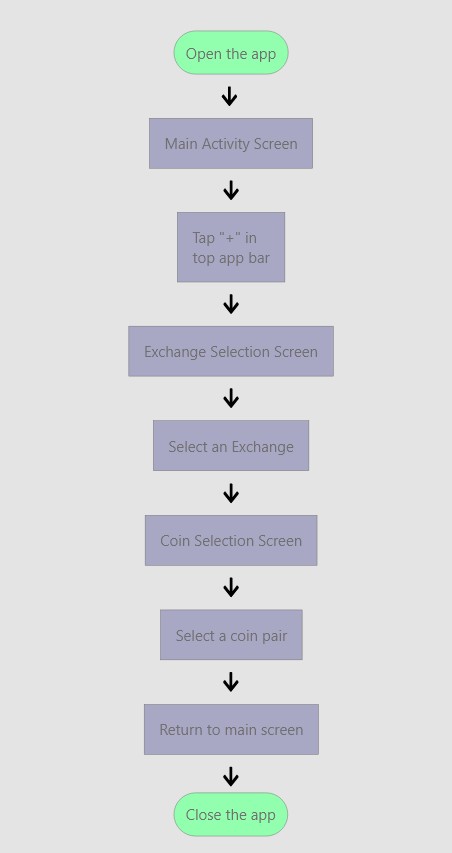 Open the app
Main Activity Screen
Tap "+" in
top app bar
Exchange Selection Screen
Select an Exchange
Coin Selection Screen
Select a coin pair
Return to main screen
Close the app